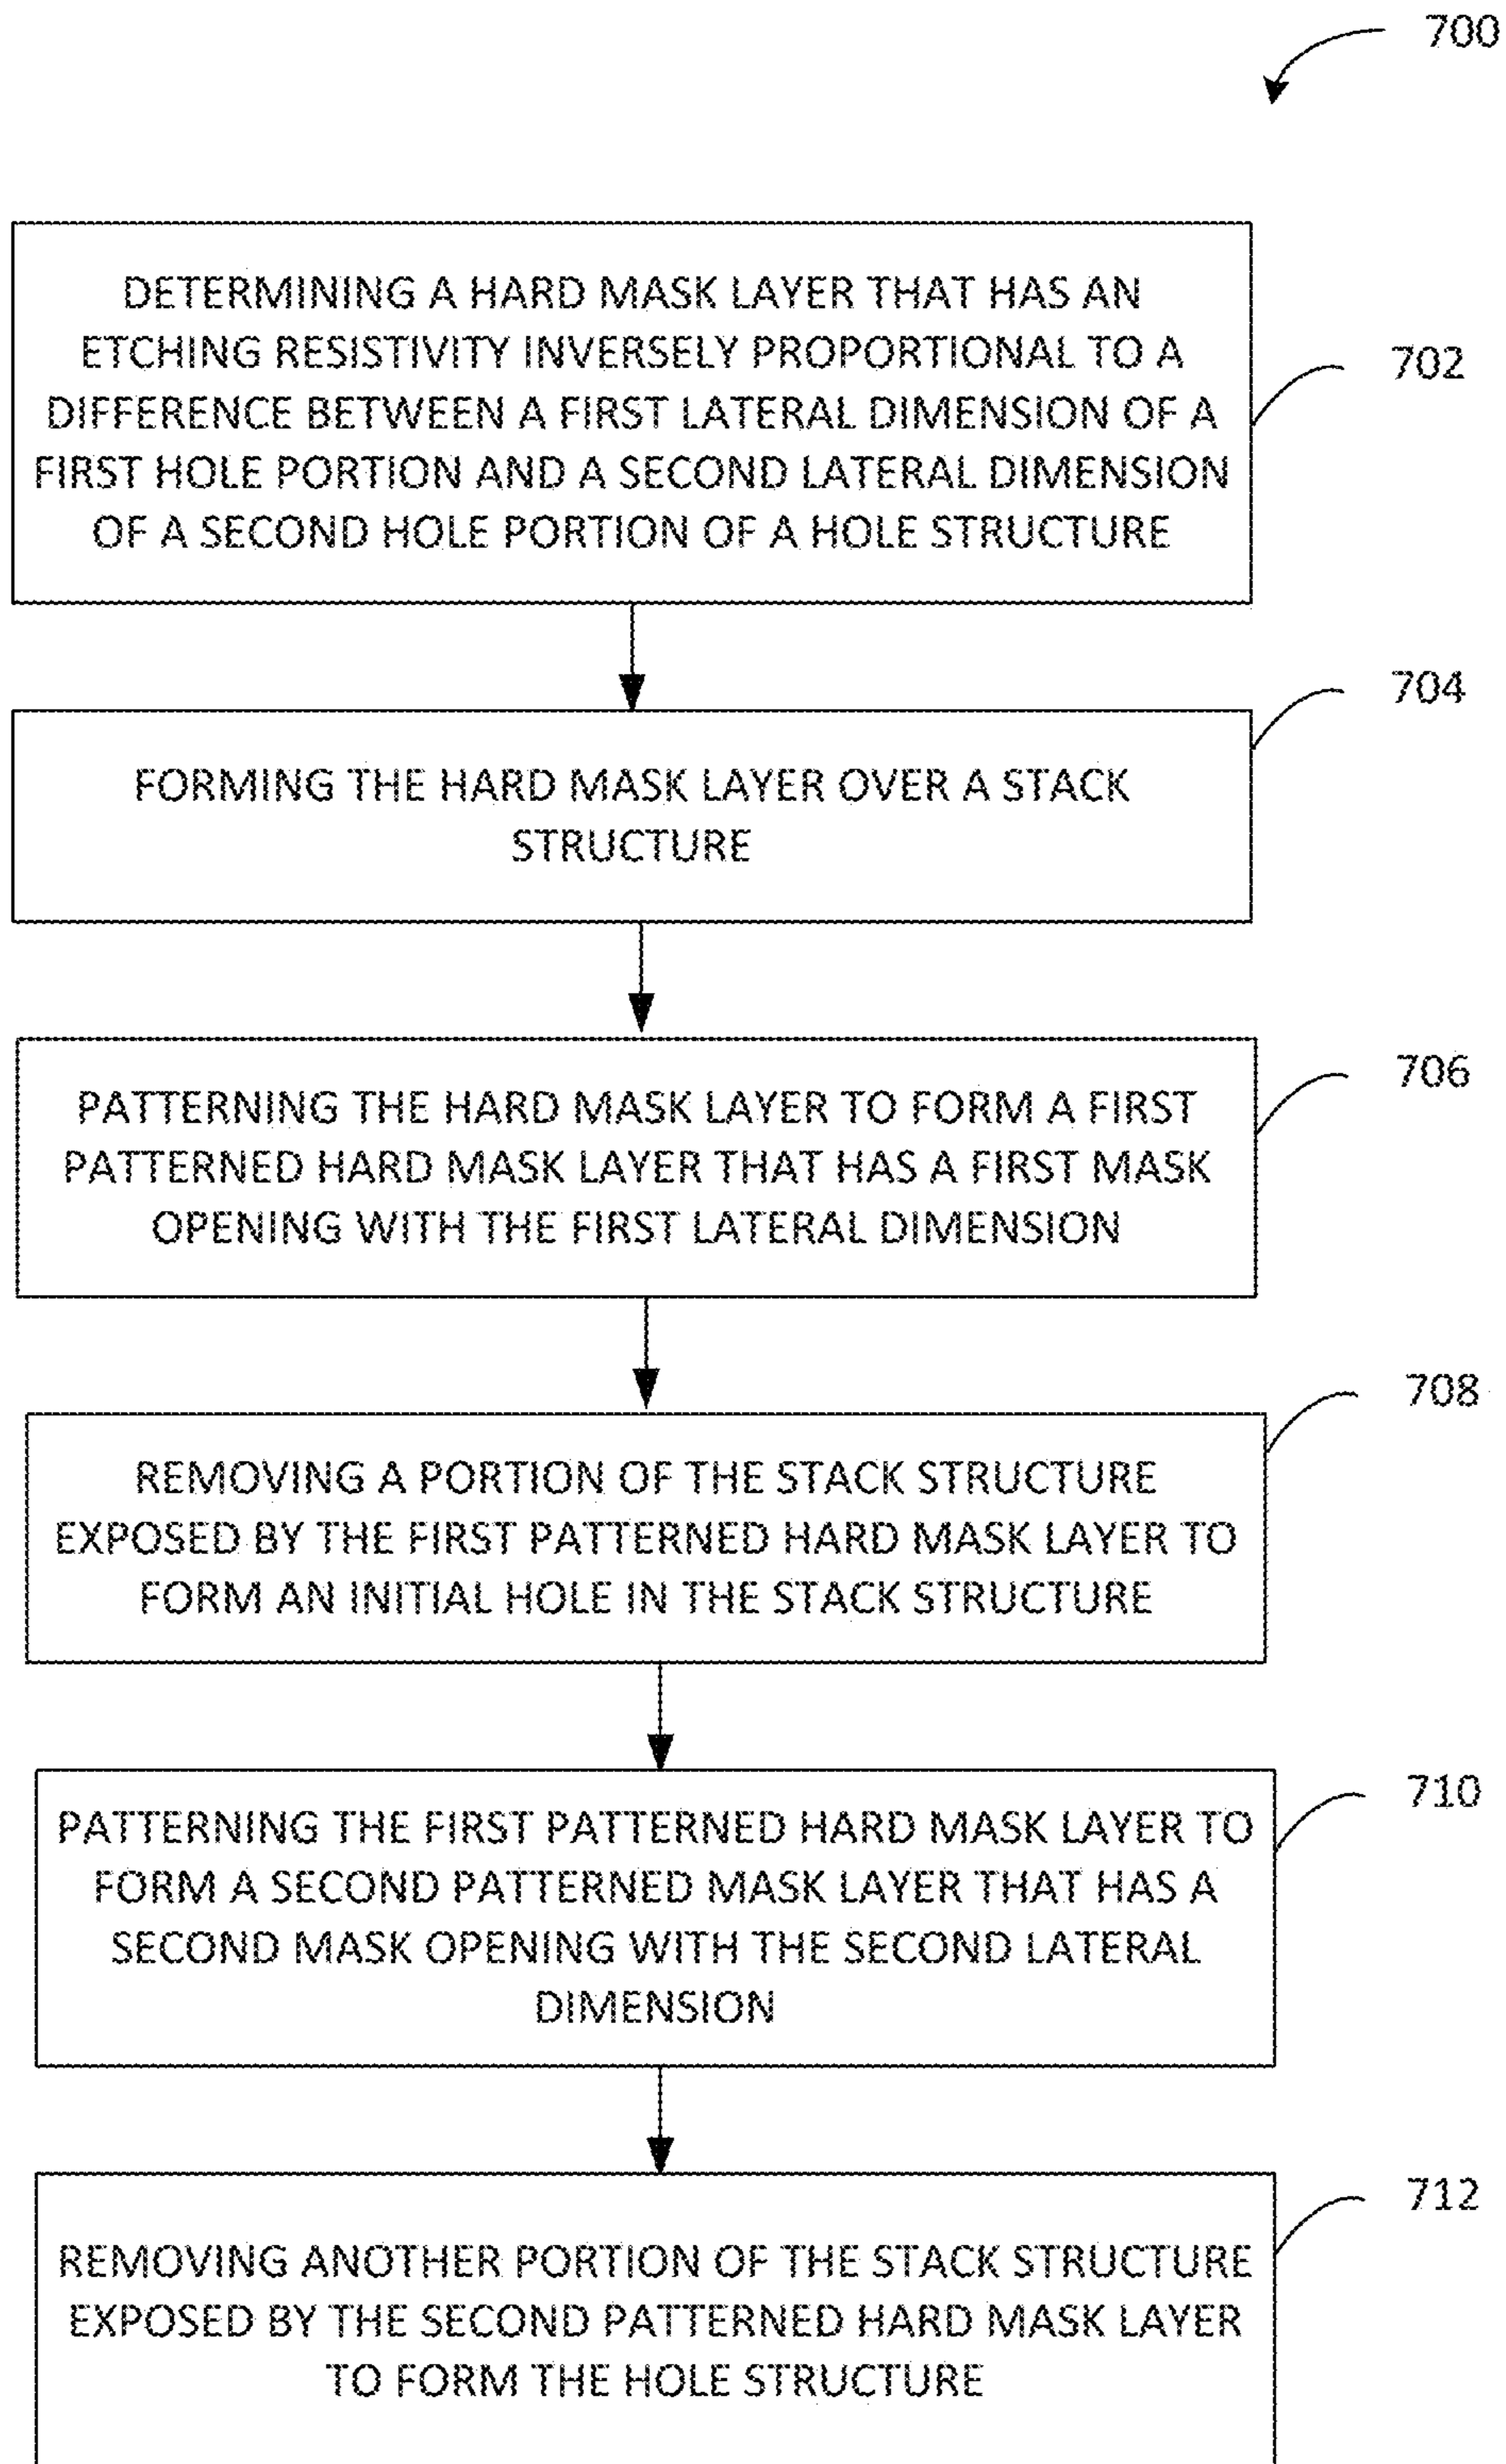 700
DETERMINING A HARD MASK LAYER THAT HAS AN
ETCHING RESISTIVITY INVERSELY PROPORTIONAL TO A
DIFFERENCE BETWEEN A FIRST LATERAL DIMENSION OF A
FIRST HOLE PORTION AND A SECOND LATERAL DIMENSION
OF A SECOND HOLE PORTION OF A HOLE STRUCTURE
702
704
FORMING THE HARD MASK LAYER OVER A STACK
STRUCTURE
706
PATTERNING THE HARD MASK LAYER TO FORM A FIRST
PATTERNED HARD MASK LAYER THAT HAS A FIRST MASK
OPENING WITH THE FIRST LATERAL DIMENSION
708
REMOVING A PORTION OF THE STACK STRUCTURE
EXPOSED BY THE FIRST PATTERNED HARD MASK LAYER TO
FORM AN INITIAL HOLE IN THE STACK STRUCTURE
710
PATTERNING THE FIRST PATTERNED HARD MASK LAYER TO
FORM A SECOND PATTERNED MASK LAYER THAT HAS A
SECOND MASK OPENING WITH THE SECOND LATERAL
DIMENSION
712
REMOVING ANOTHER PORTION OF THE STACK STRUCTURE
EXPOSED BY THE SECOND PATTERNED HARD MASK LAYER
TO FORM THE HOLE STRUCTURE